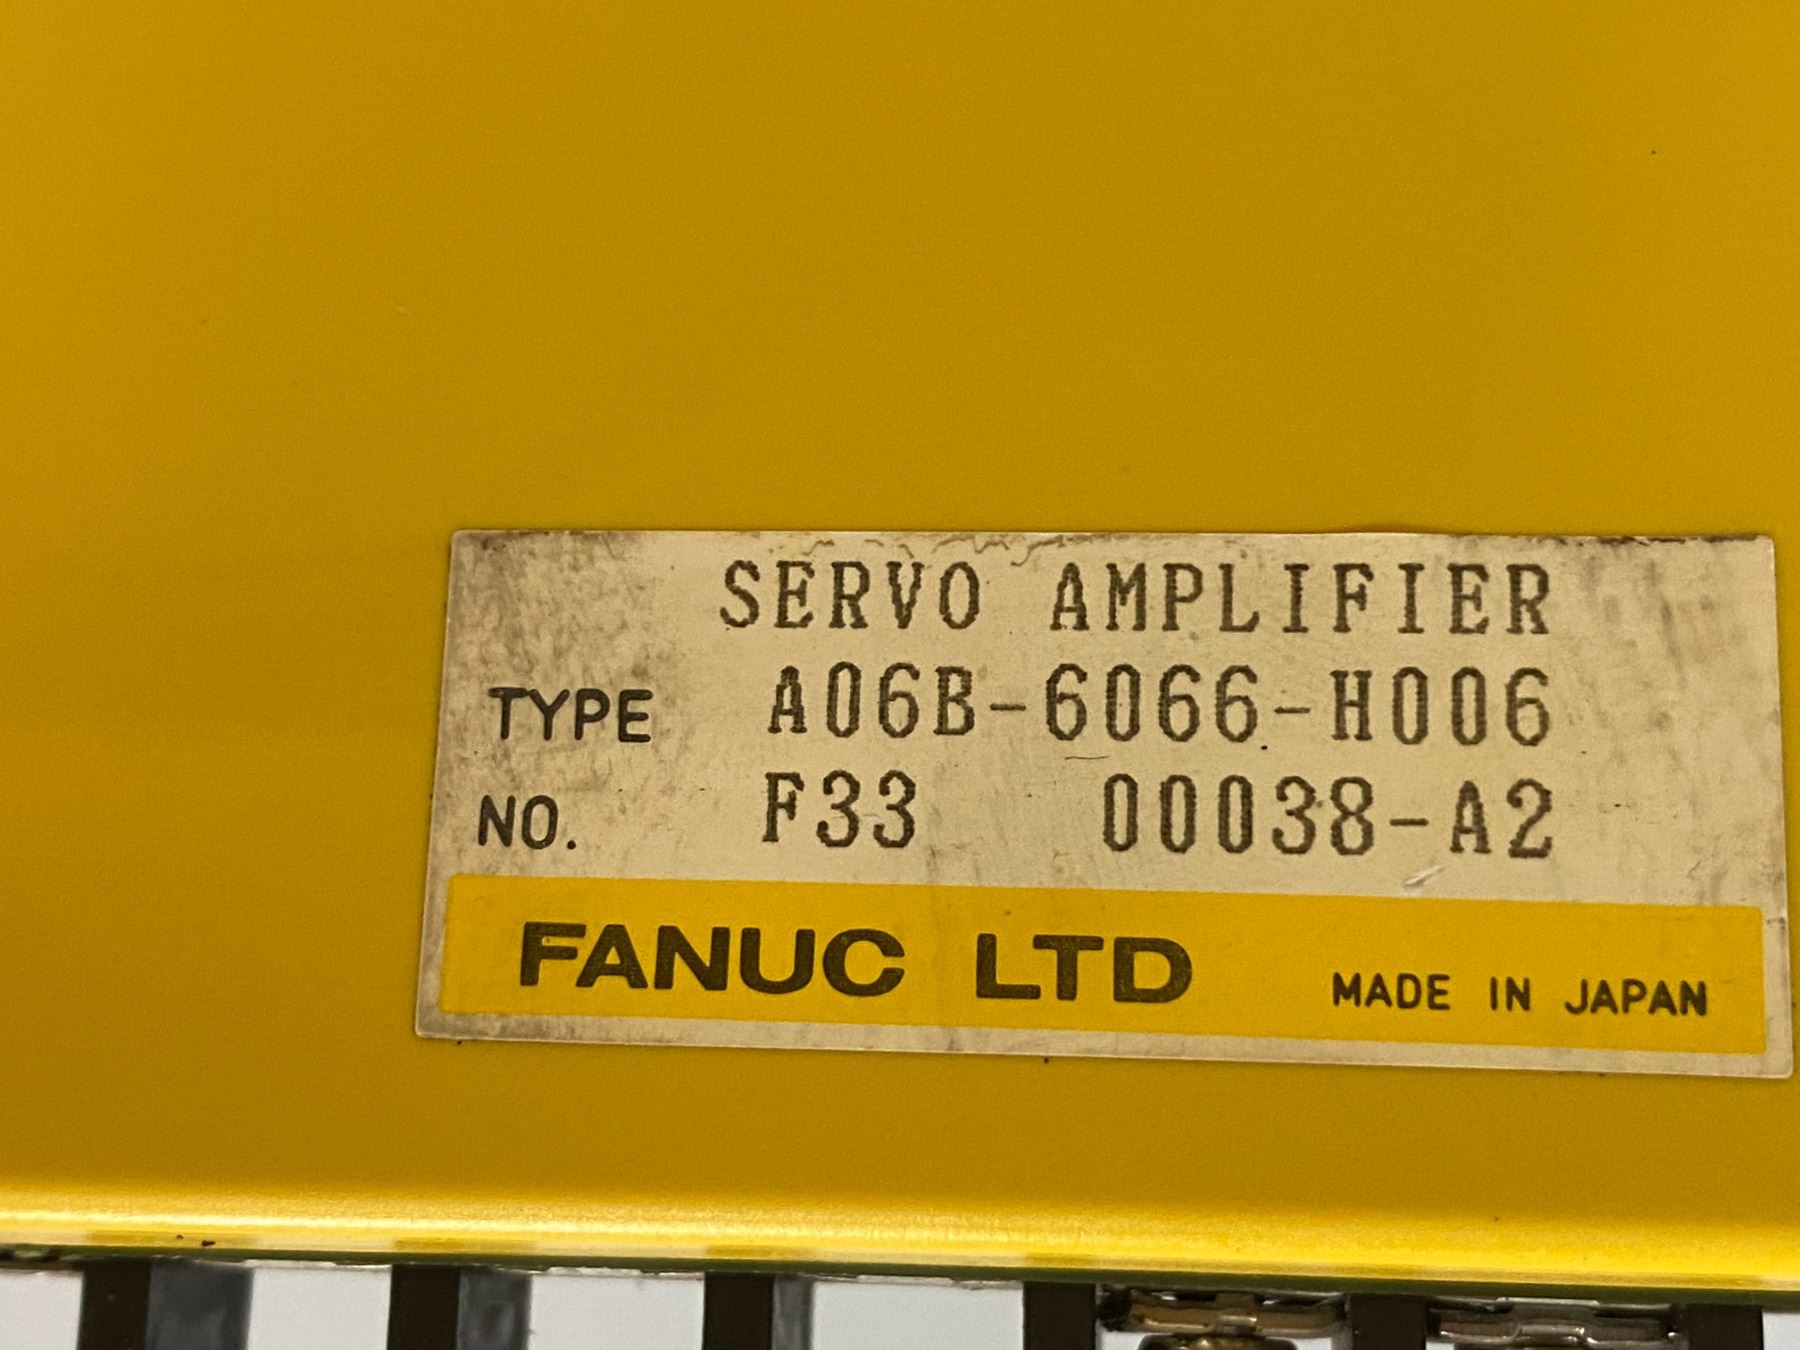 SERVO AMPLIFIER
TYPE A06B-6066-H006
NO. F33 00038-A2
FANUC LTD MADE IN JAPAN